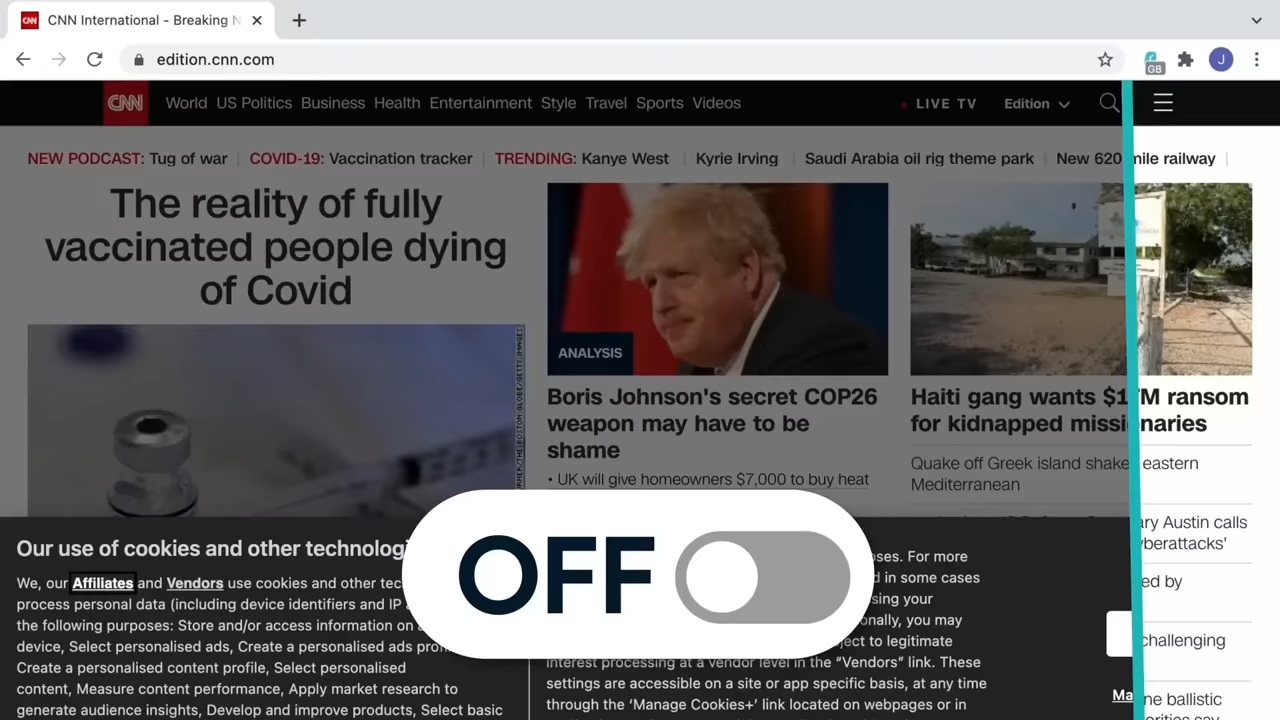 CNN International - Breaking N
edition.cnn.com
GB
J
CNN
World US Politics Business Health Entertainment Style Travel Sports Videos
LIVE TV
Edition
NEW PODCAST: Tug of war
COVID-19: Vaccination tracker
TRENDING: Kanye West
Kyrie Irving
Saudi Arabia oil rig theme park
New 620 mile railway
The reality of fully
vaccinated people dying
of Covid
ANALYSIS
Boris Johnson's secret COP26
weapon may have to be
shame
• UK will give homeowners $7,000 to buy heat
Haiti gang wants $17M ransom
for kidnapped missionaries
Quake off Greek island shakes eastern
Mediterranean
ary Austin calls
yberattacks'
ed by
challenging
ne ballistic
Our use of cookies and other technologi
We, our Affiliates and Vendors use cookies and other tec
process personal data (including device identifiers and IP
the following purposes: Store and/or access information on
device, Select personalised ads, Create a personalised ads
Create a personalised content profile, Select personalised
content, Measure content performance, Apply market research to
generate audience insights, Develop and improve products, Select basic
oses. For more
d in some cases
sing your
onally, you may
ject to legitimate
interest processing at a vendor level in the “Vendors” link. These
settings are accessible on a site or app specific basis, at any time
through the ‘Manage Cookies+’ link located on webpages or in
Ma
OFF